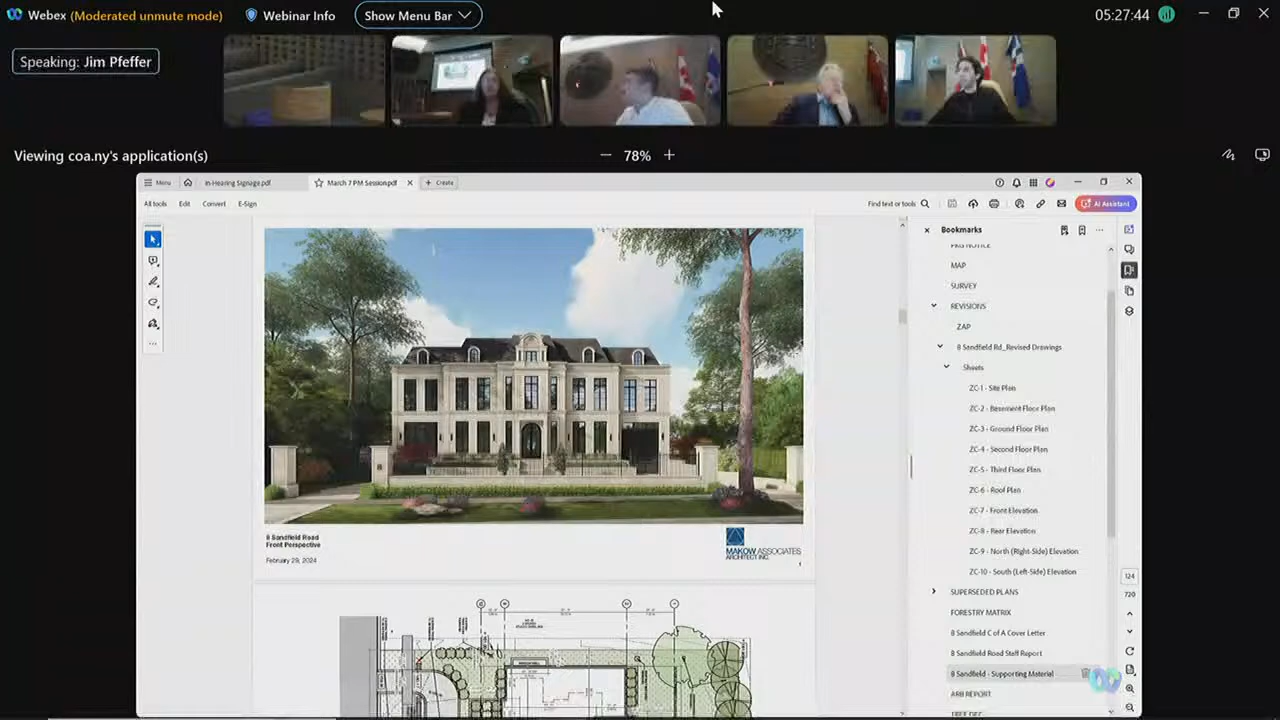 Webex (Moderated unmute mode) Webinar Info Show Menu Bar 05:27:44
Speaking: Jim Pfeffer
Viewing coa.ny's application(s)
78%
Menu In-Hearing Signage.pdf March 7 PM Session.pdf Create
All tools Edit Convert E-Sign Find text or tools AI Assistant
Bookmarks
MAP
SURVEY
REVISIONS
ZAP
8 Sandfield Rd_Revised Drawings
Sheets
ZC-1 - Site Plan
ZC-2 - Basement Floor Plan
ZC-3 - Ground Floor Plan
ZC-4 - Second Floor Plan
ZC-5 - Third Floor Plan
ZC-6 - Roof Plan
ZC-7 - Front Elevation
ZC-8 - Rear Elevation
ZC-9 - North (Right-Side) Elevation
ZC-10 - South (Left-Side) Elevation
SUPERSEDED PLANS
FORESTRY MATRIX
8 Sandfield C of A Cover Letter
8 Sandfield Road Staff Report
8 Sandfield - Supporting Material
ARB REPORT
124
720
8 Sandfield Road
Front Perspective
February 29, 2024
MAKOW ASSOCIATES
ARCHITECT INC.
1